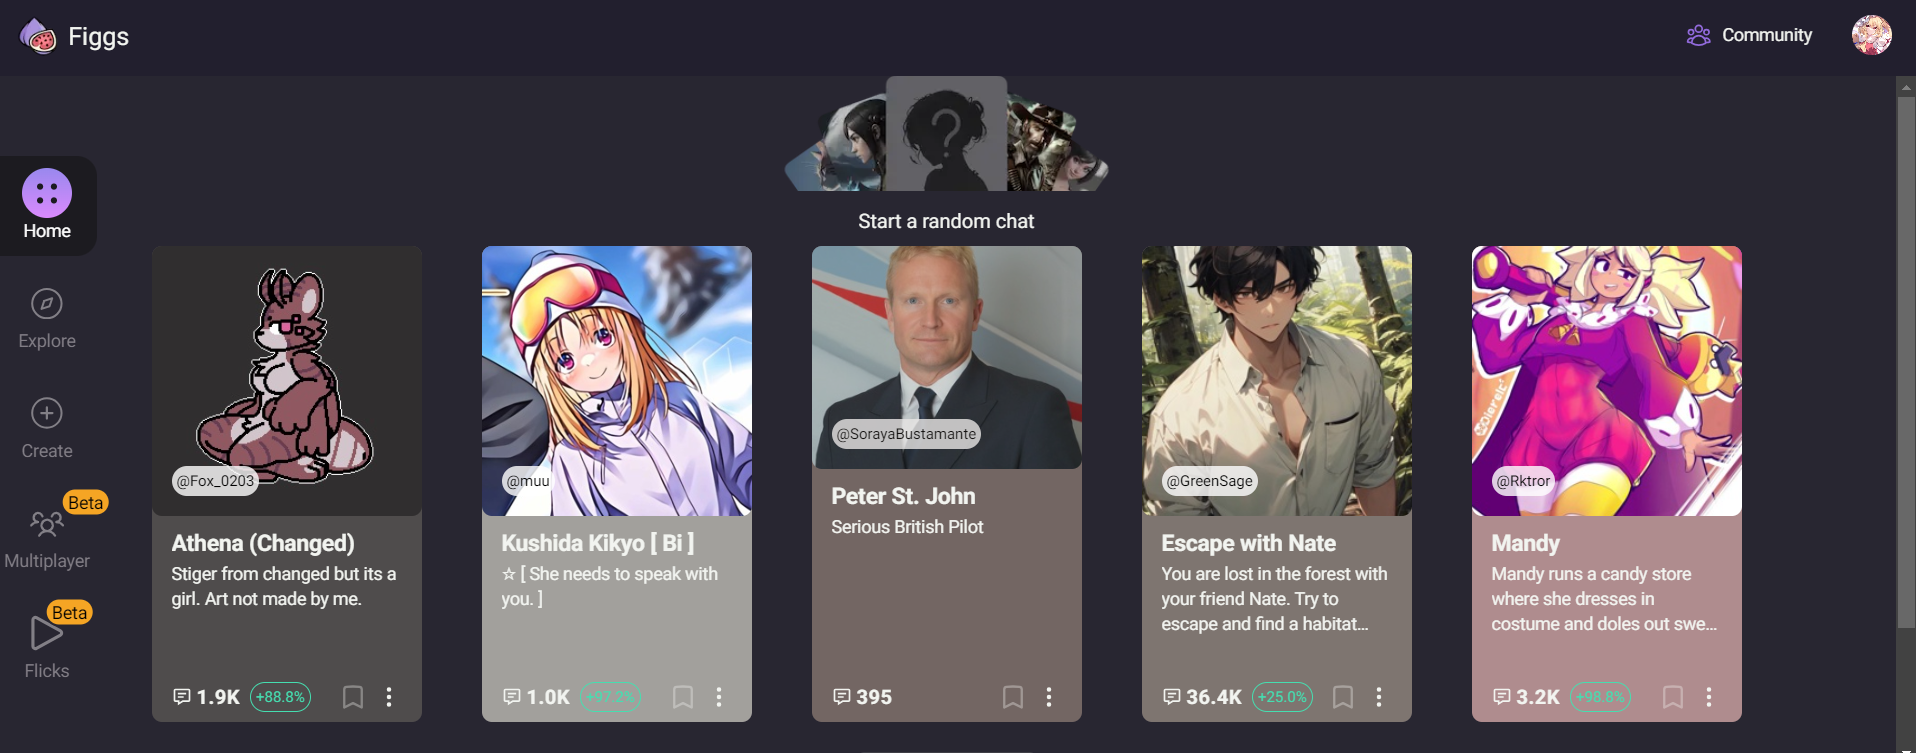 Figgs
Community
Start a random chat
Home
Explore
Create
Beta
Multiplayer
Beta
Flicks
@Fox_0203
Athena (Changed)
Stiger from changed but its a
girl. Art not made by me.
1.9K +88.8%
@muu
Kushida Kikyo [ Bi ]
☆ [ She needs to speak with
you. ]
1.0K +97.2%
@SorayaBustamante
Peter St. John
Serious British Pilot
395
@GreenSage
Escape with Nate
You are lost in the forest with
your friend Nate. Try to
escape and find a habitat...
36.4K +25.0%
@Rktror
Mandy
Mandy runs a candy store
where she dresses in
costume and doles out swe...
3.2K +98.8%